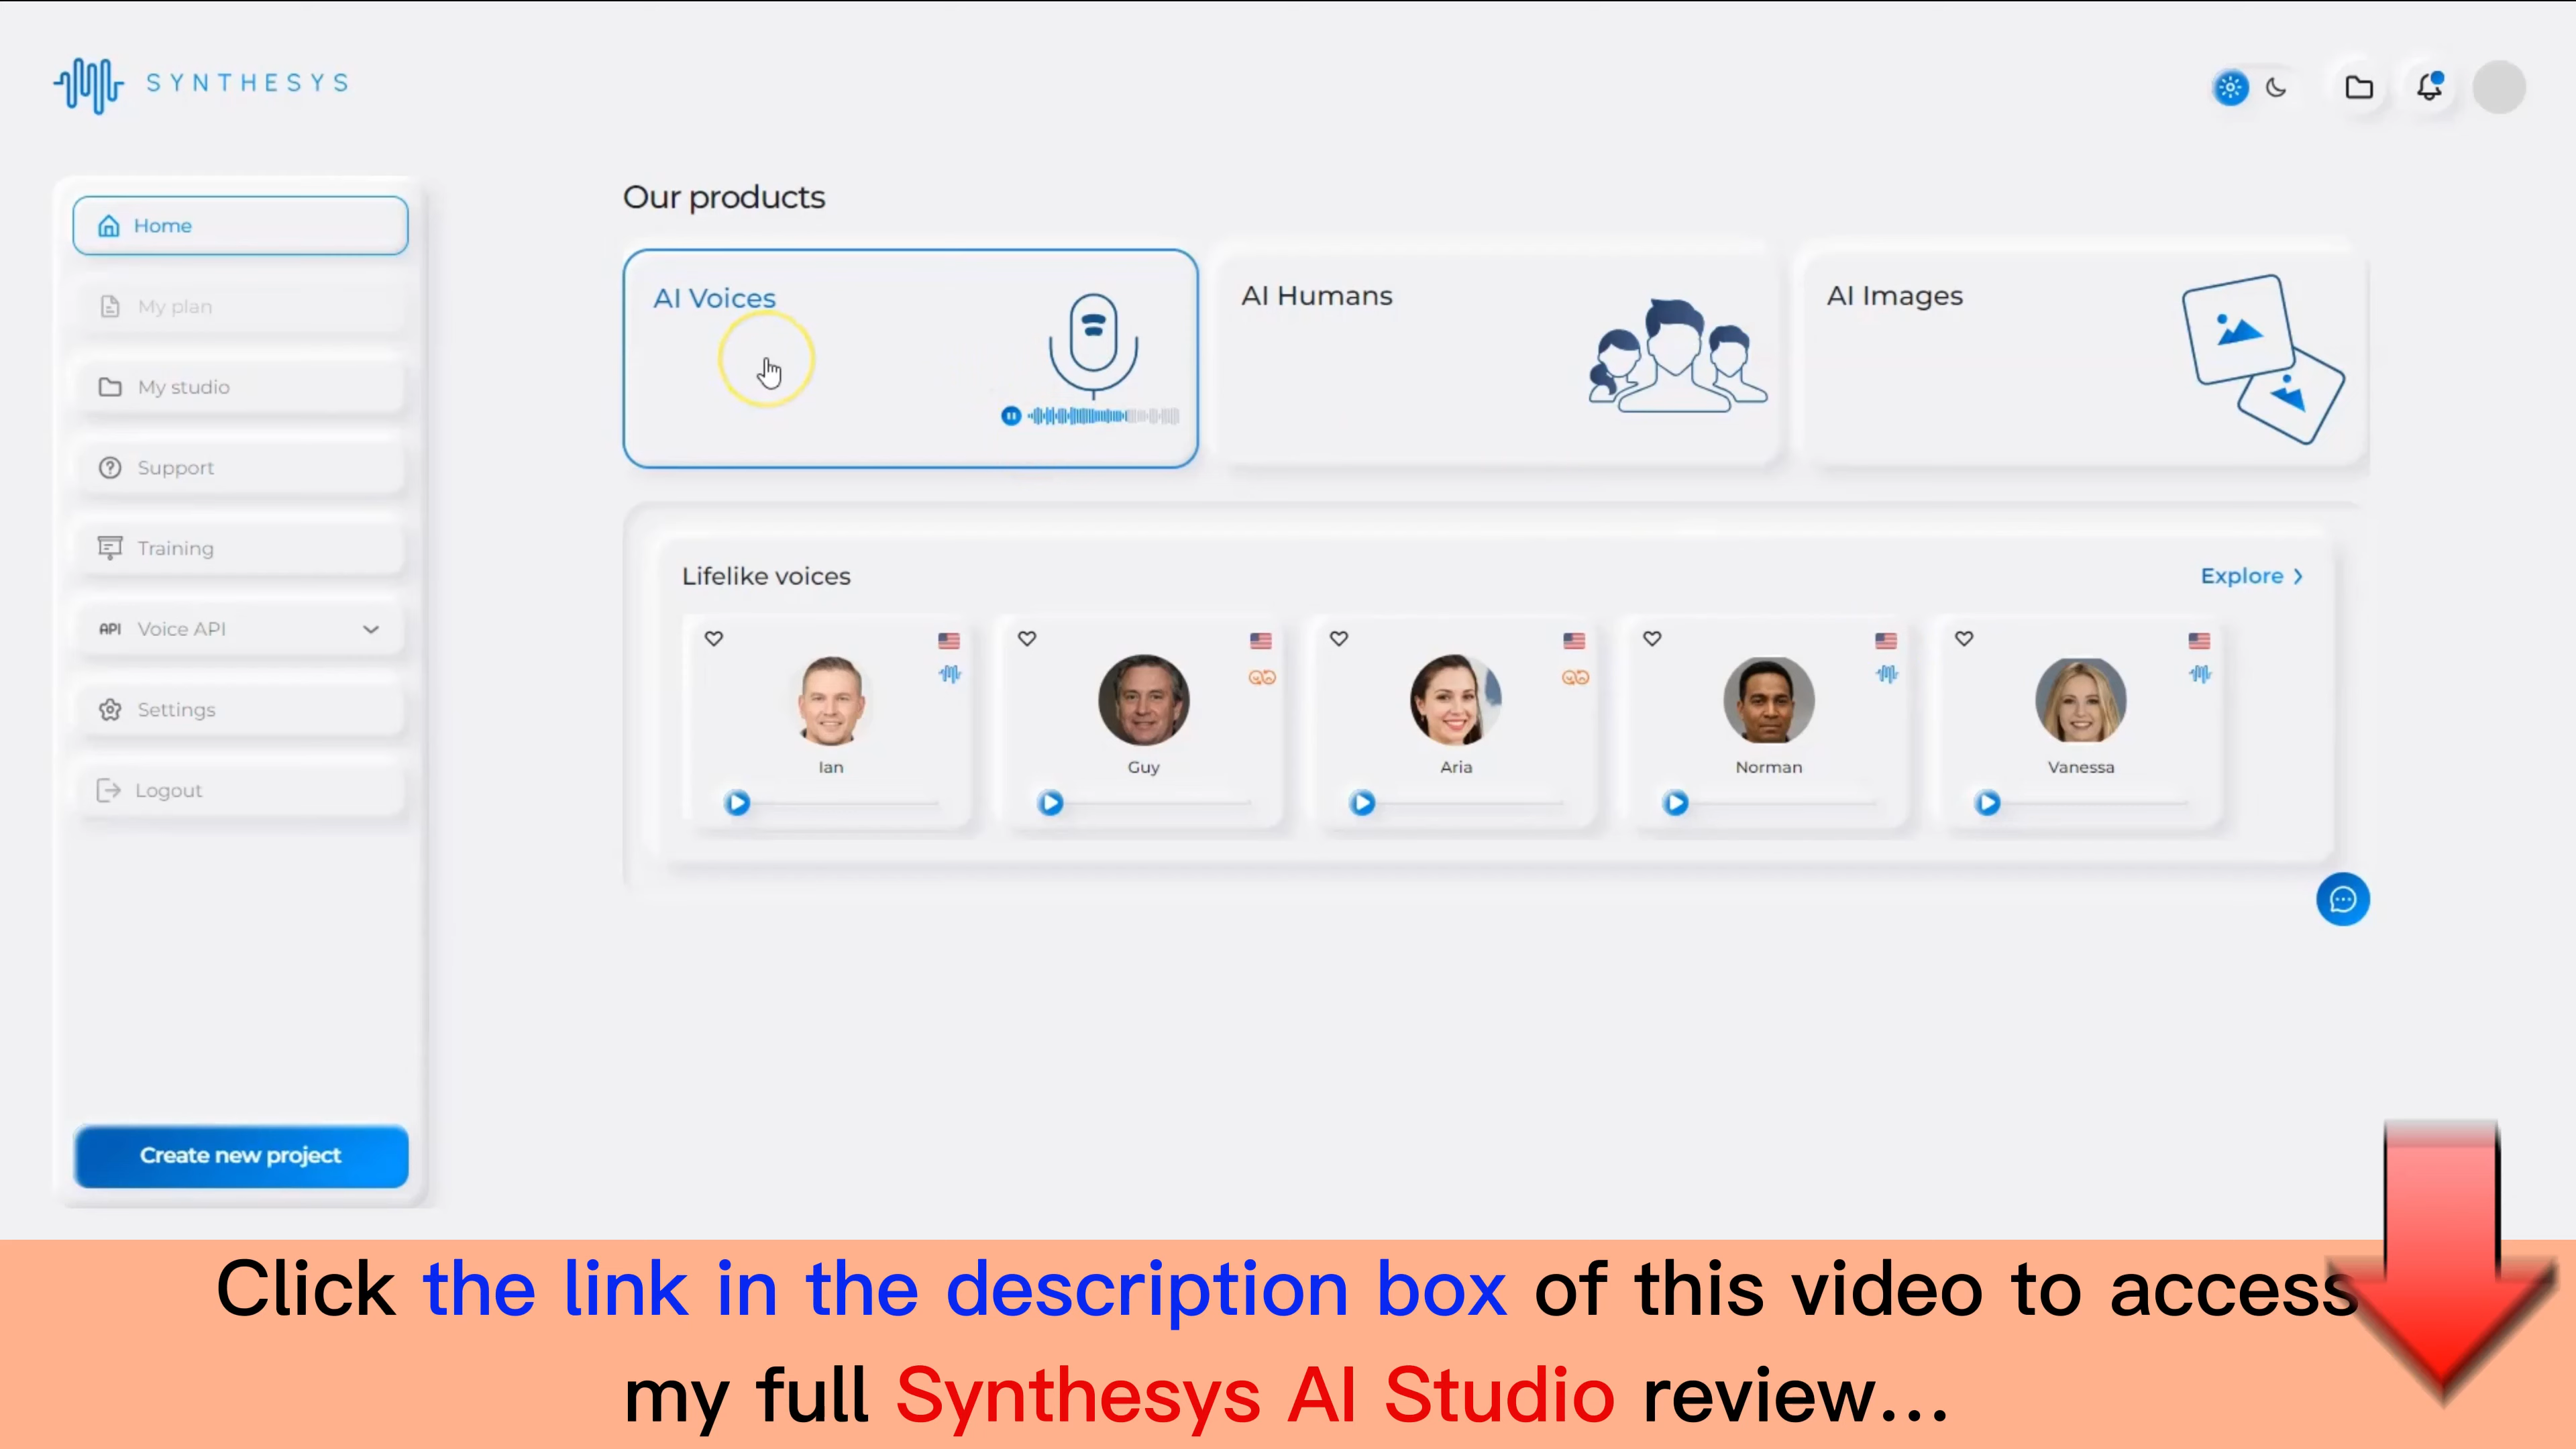 SYNTHESYS
Home
My plan
My studio
Support
Training
API Voice API
Settings
Logout
Create new project
Our products
AI Voices
AI Humans
AI Images
Lifelike voices
Explore
Ian
Guy
Aria
Norman
Vanessa
Click the link in the description box of this video to access
my full Synthesys AI Studio review...